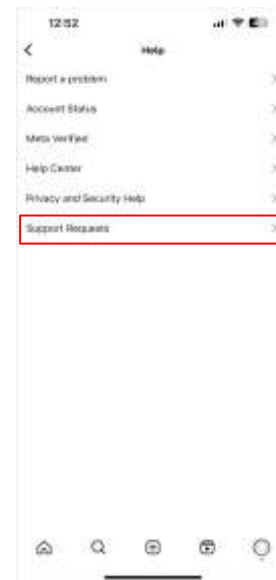 12:52
Help
Report a problem
Account Status
Meta Verified
Help Center
Privacy and Security Help
Support Requests